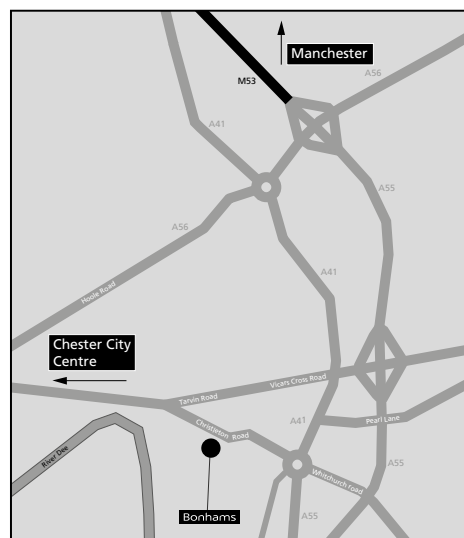 Manchester
M53
A56
A41
A55
A56
A41
Hoole Road
Chester City
Centre
Vicars Cross Road
Tarvin Road
Christleton Road
A41
Pearl Lane
River Dee
A55
Whitchurch road
Bonhams
A55